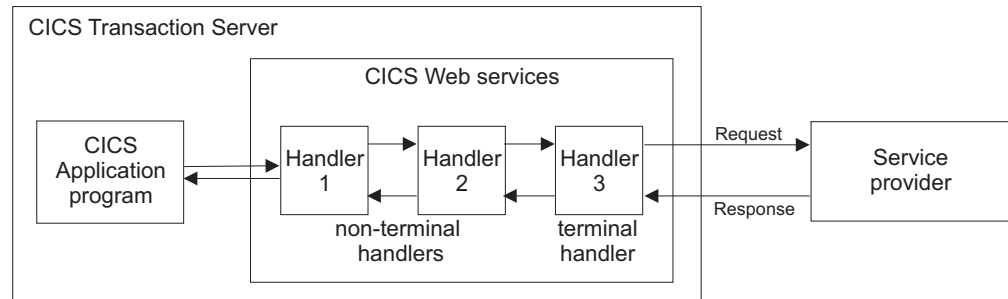 CICS Transaction Server
CICS Web services
CICS
Application
program
Handler
1
Handler
2
Handler
3
non-terminal
handlers
terminal
handler
Request
Response
Service
provider